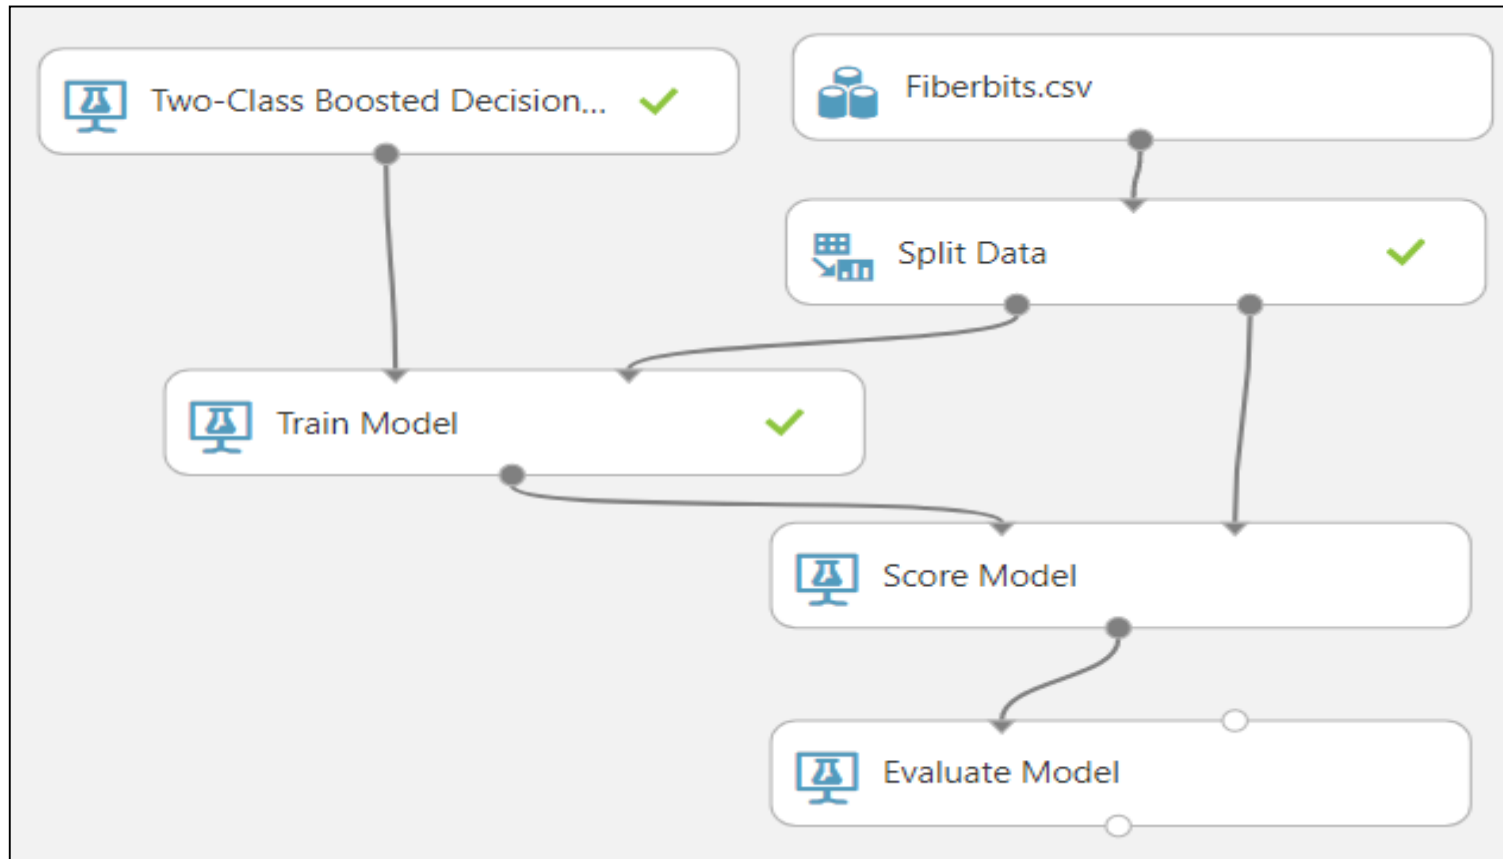 Two-Class Boosted Decision...
Fiberbits.csv
Split Data
Train Model
Score Model
Evaluate Model